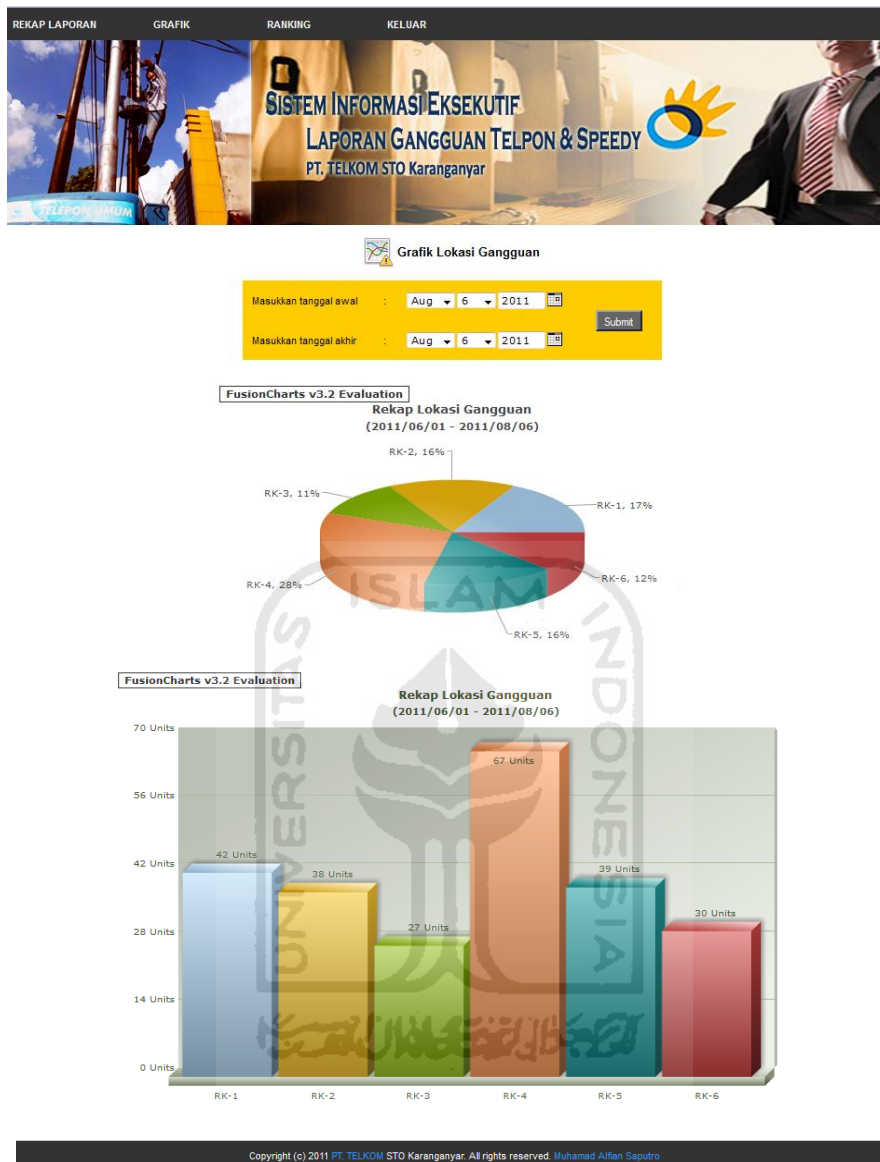 REKAP LAPORAN GRAFIK RANKING KELUAR
SISTEM INFORMASI EKSEKUTIF
LAPORAN GANGGUAN TELPON & SPEEDY
PT. TELKOM STO Karanganyar
TELEPON UMUM
Grafik Lokasi Gangguan
Masukkan tanggal awal : Aug 6 2011
Submit
Masukkan tanggal akhir : Aug 6 2011
FusionCharts v3.2 Evaluation
Rekap Lokasi Gangguan
(2011/06/01 - 2011/08/06)
RK-2, 16%
RK-3, 11%
RK-1, 17%
RK-4, 28%
RK-6, 12%
RK-5, 16%
FusionCharts v3.2 Evaluation
Rekap Lokasi Gangguan
(2011/06/01 - 2011/08/06)
70 Units
67 Units
56 Units
42 Units
42 Units
38 Units
39 Units
28 Units
27 Units
30 Units
14 Units
0 Units
RK-1 RK-2 RK-3 RK-4 RK-5 RK-6
UNIVERSITAS ISLAM INDONESIA
Copyright (c) 2011 PT. TELKOM STO Karanganyar. All rights reserved. Muhamad Alfian Saputro